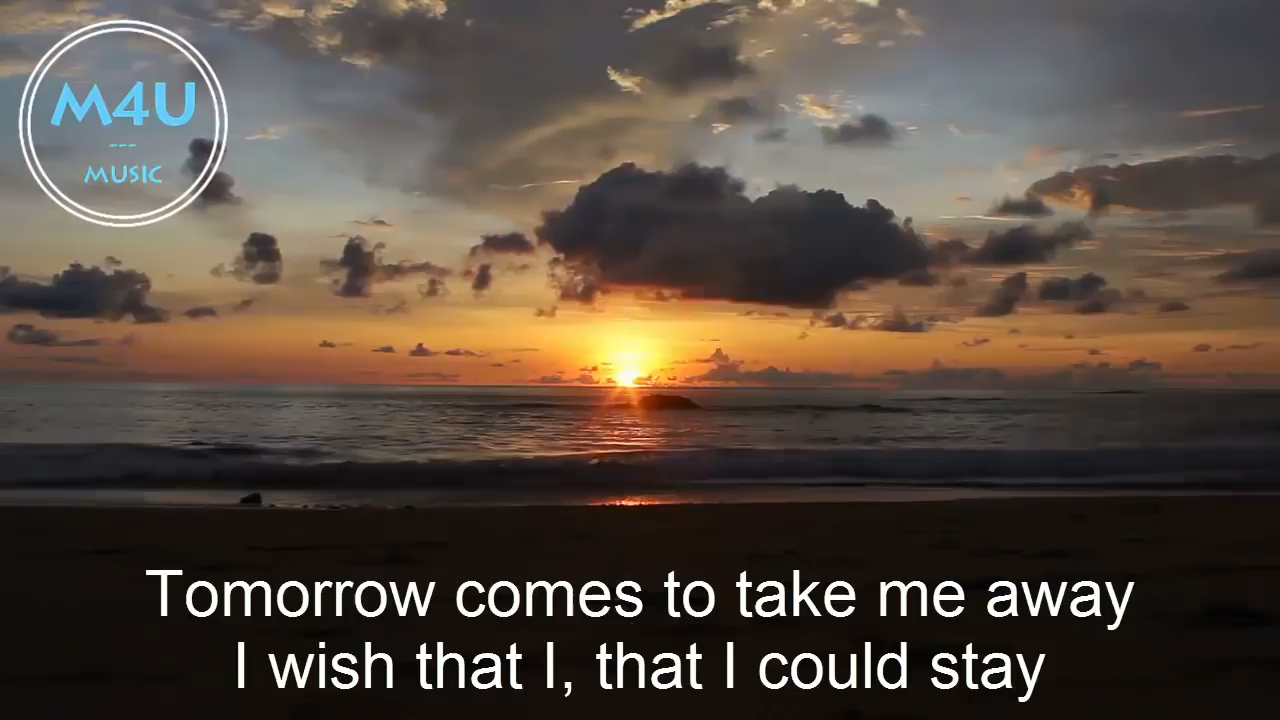 M4U
---
MUSIC
Tomorrow comes to take me away
I wish that I, that I could stay